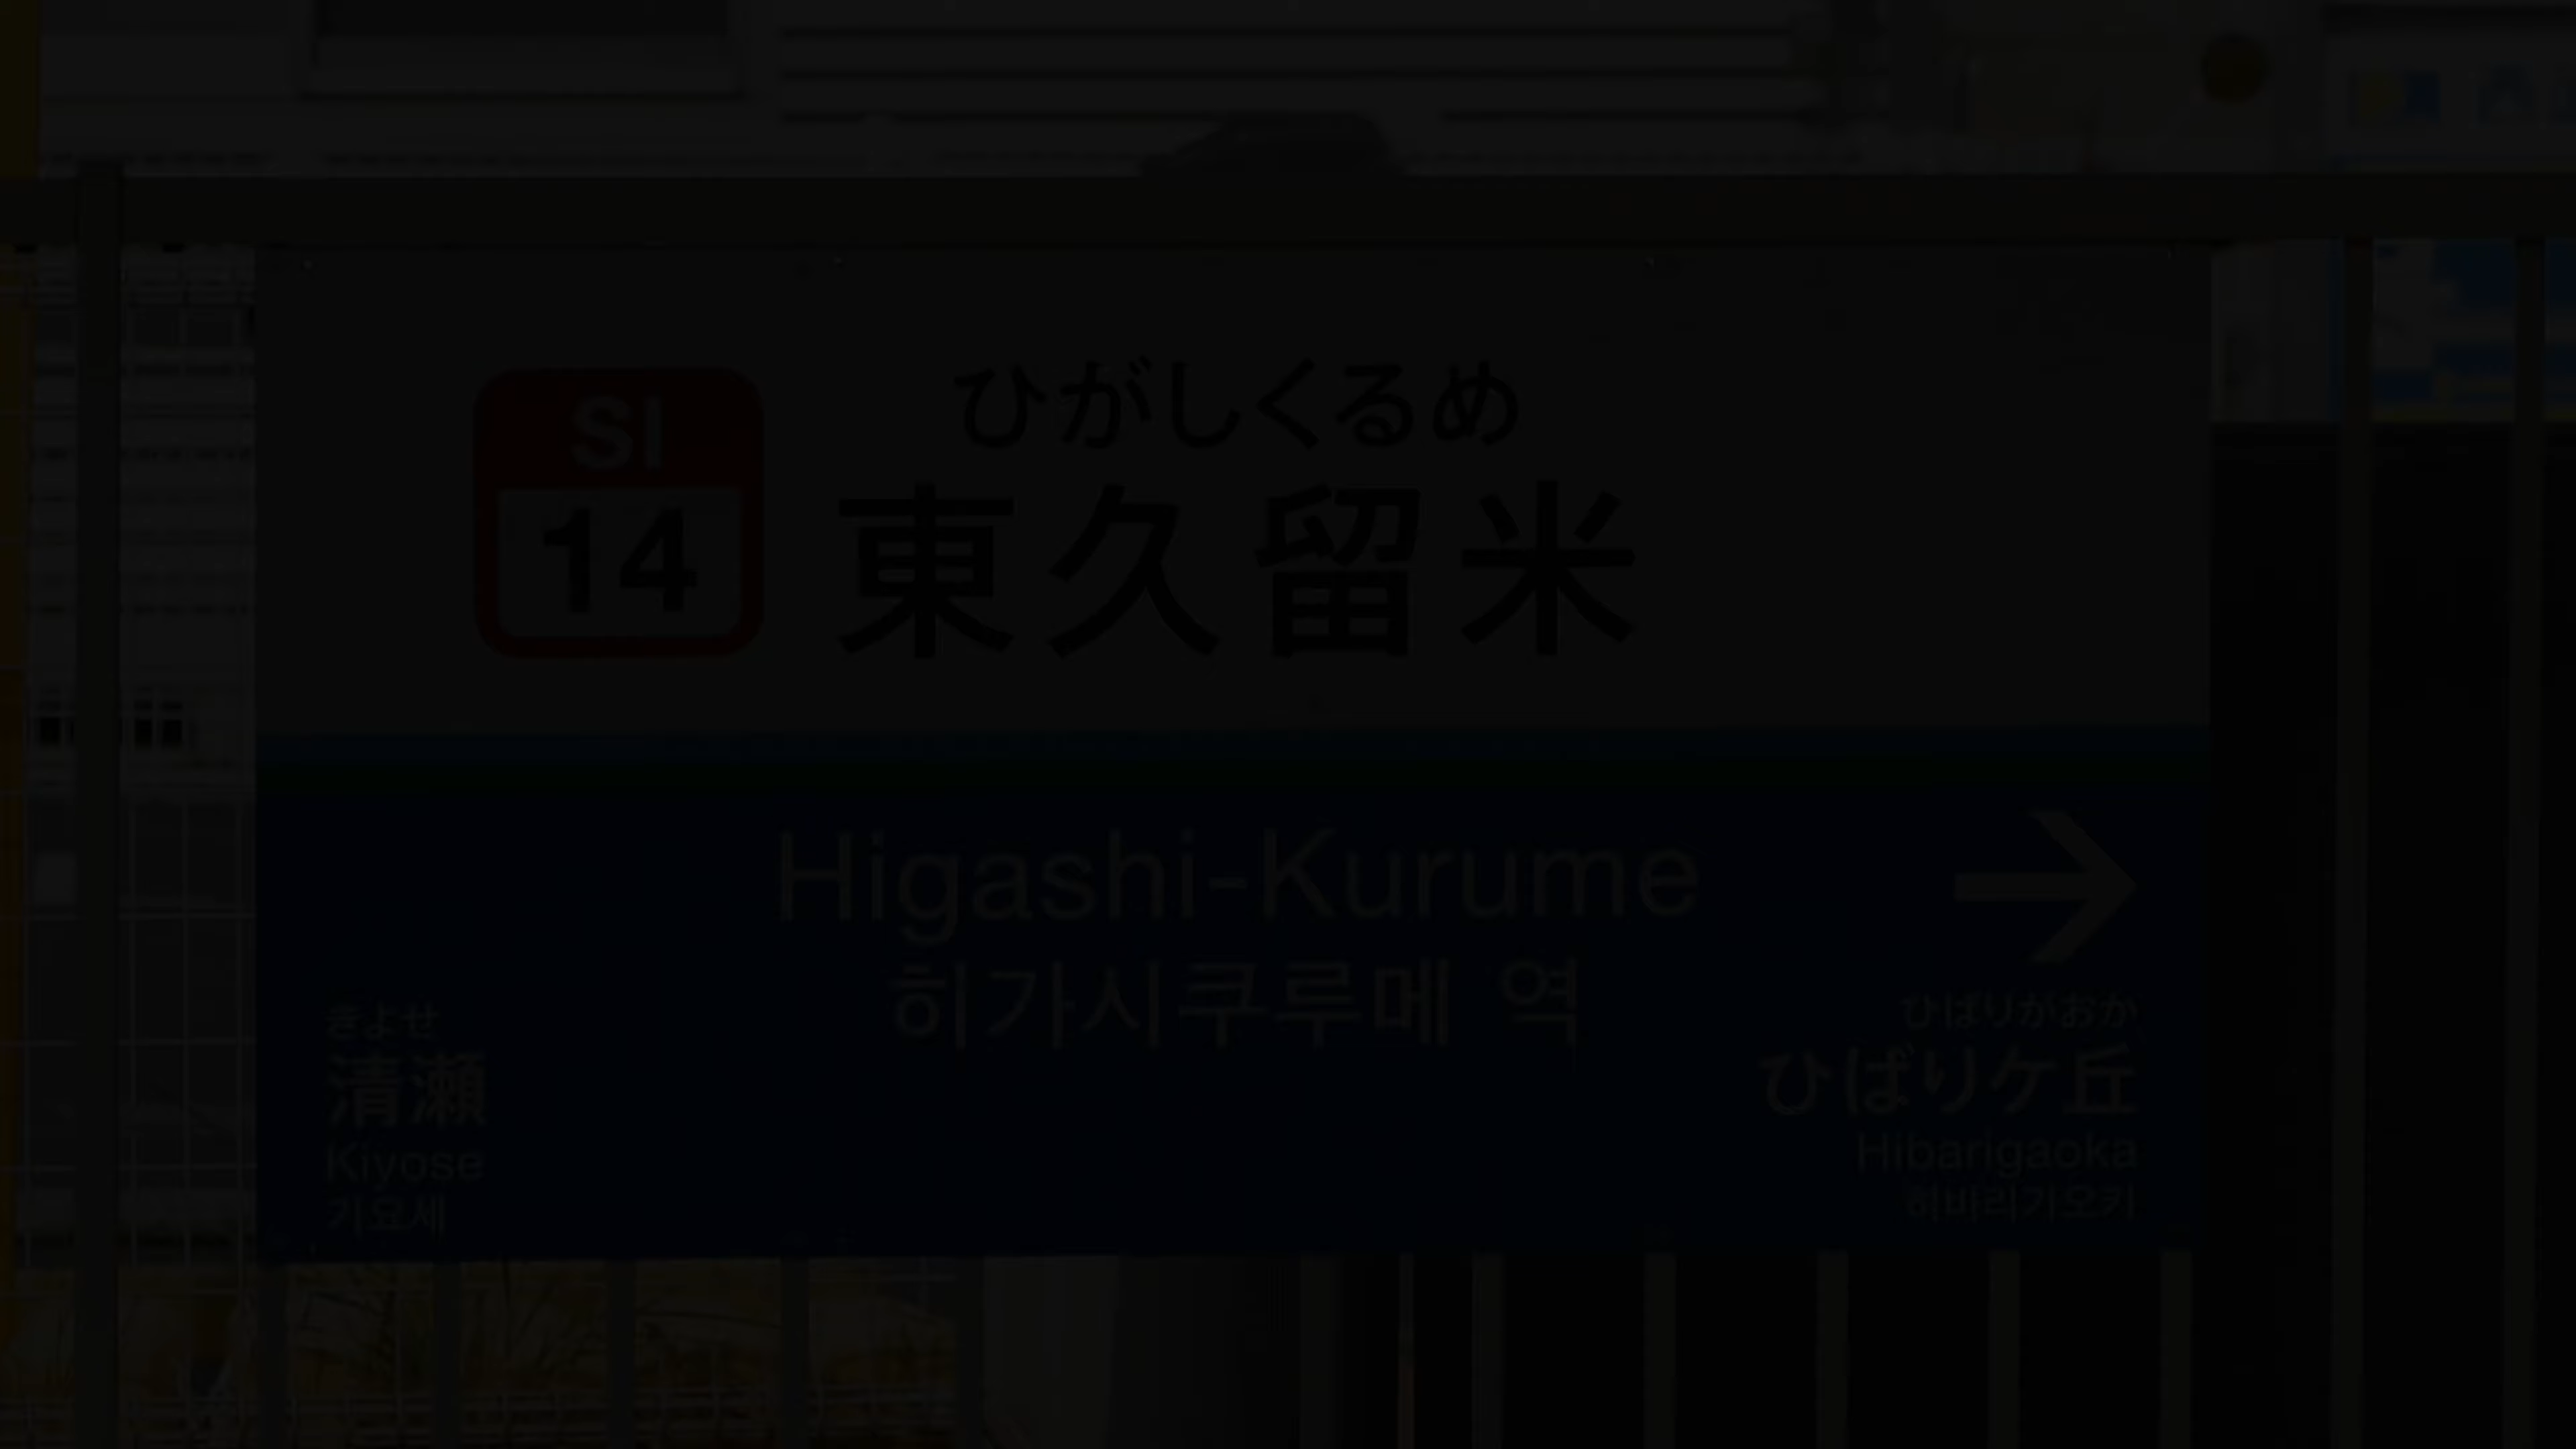 ひがしくるめ
SI
14
東久留米
Higashi-Kurume
히가시쿠루메 역
きよせ
清瀬
Kiyose
키요세
ひばりがおか
ひばりケ丘
Hibarigaoka
히바리가오카